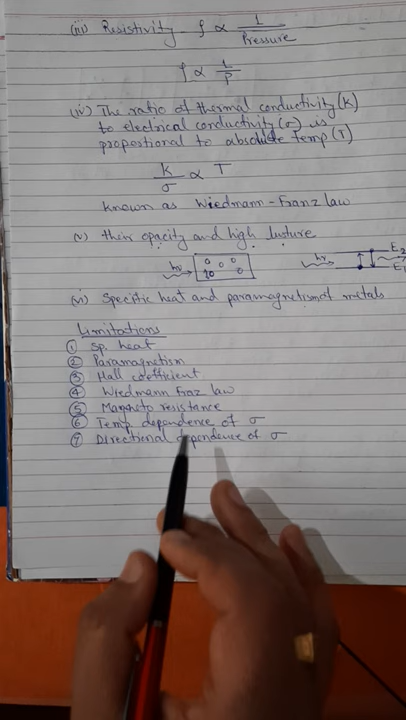 (iii) Resistivity ρ ∝ 1/Pressure
ρ ∝ 1/P
(iv) The ratio of thermal conductivity (K)
to electrical conductivity (σ) is
propostional to absolute temp (T)
K/σ ∝ T
known as Wiedmann-Franz law
(v) their opacity and high lusture
hν hν E2
E1
(vi) Specific heat and paramagnetism of metals
Limitations
① Sp. heat
② Paramagnetism
③ Hall coefficient
④ Wiedmann Fraz law
⑤ Magneto resistance
⑥ Temp dependence of σ
⑦ Directional dependence of σ